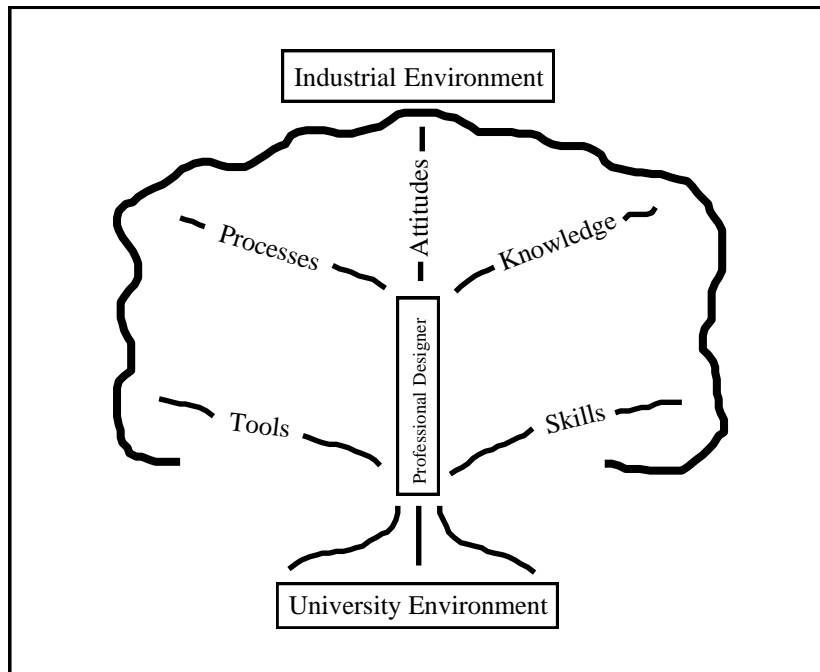 Industrial Environment
Attitudes
Processes
Knowledge
Professional Designer
Tools
Skills
University Environment